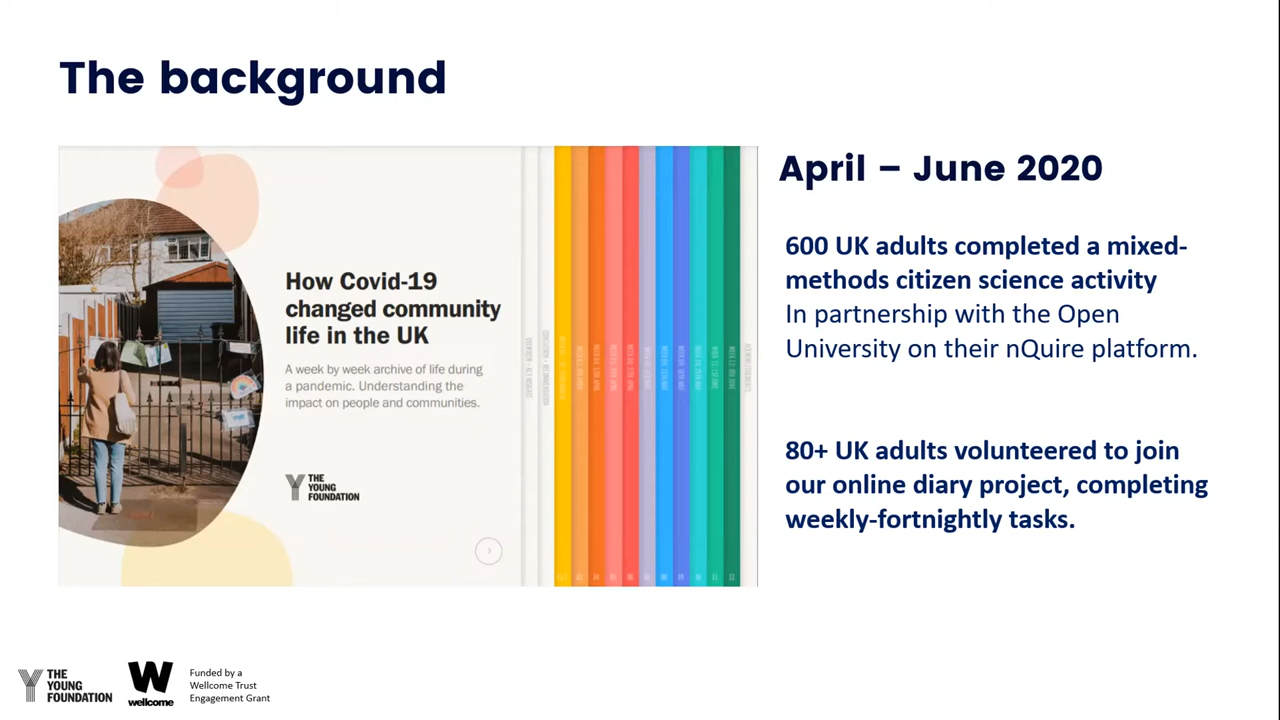 The background
April – June 2020
How Covid-19
changed community
life in the UK
A week by week archive of life during
a pandemic. Understanding the
impact on people and communities.
THE
YOUNG
FOUNDATION
600 UK adults completed a mixed-
methods citizen science activity
In partnership with the Open
University on their nQuire platform.
80+ UK adults volunteered to join
our online diary project, completing
weekly-fortnightly tasks.
THE
YOUNG
FOUNDATION
W
wellcome
Funded by a
Wellcome Trust
Engagement Grant